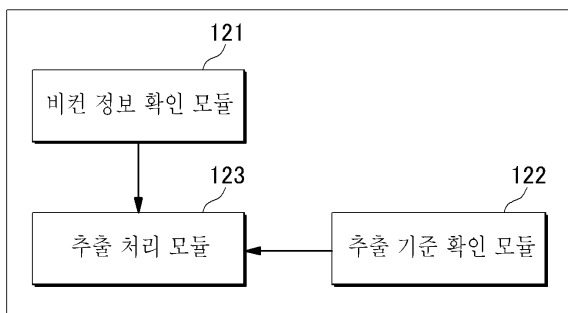 121
비컨 정보 확인 모듈
123
추출 처리 모듈
122
추출 기준 확인 모듈